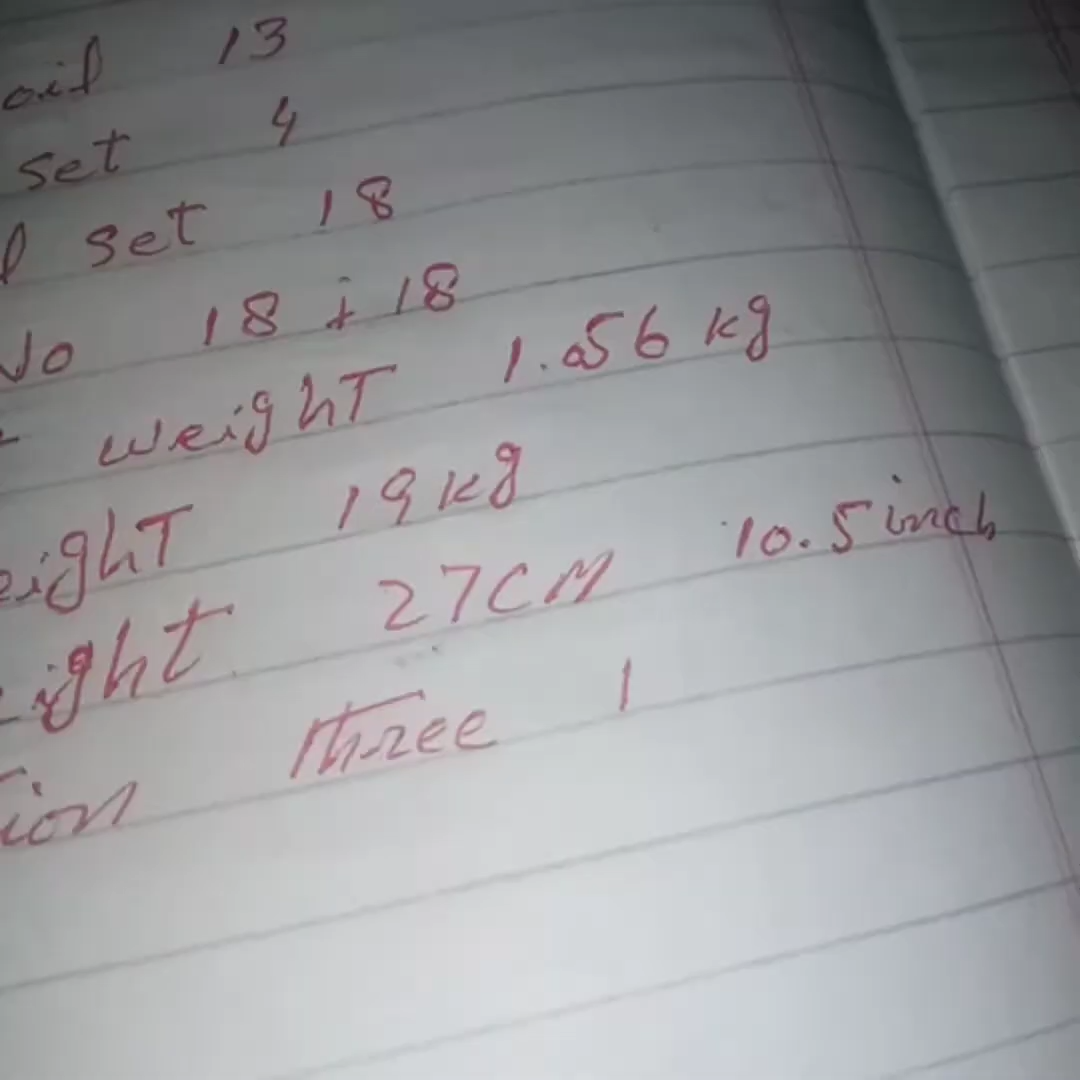 oil 13
set 4
l set 18
No 18 + 18
weighT 1.056 kg
eighT 19 kg
ight 27CM 10.5 inch
tion Three 1